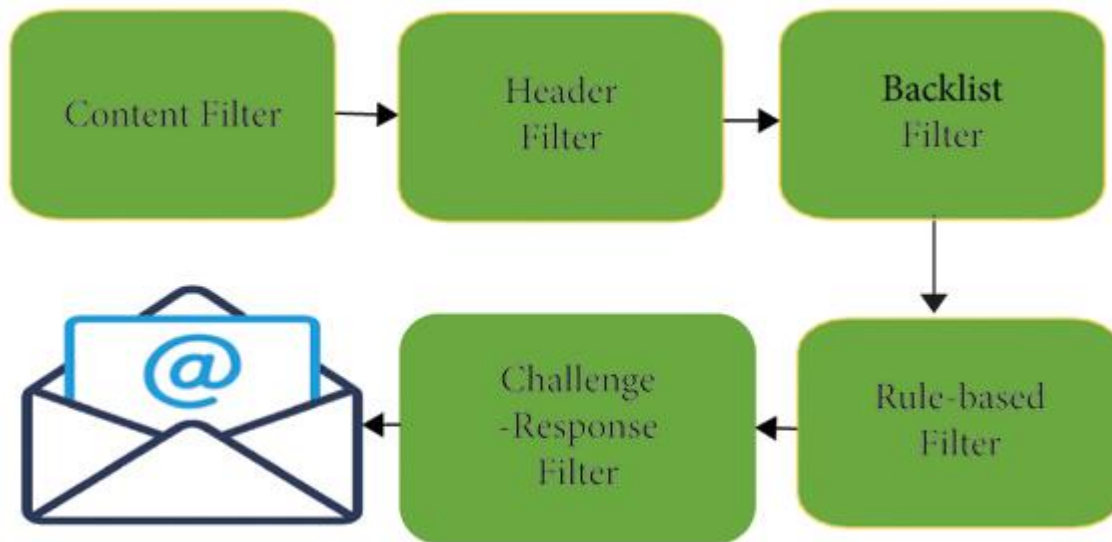 Content Filter
Header
Filter
Backlist
Filter
@
Challenge
-Response
Filter
Rule-based
Filter